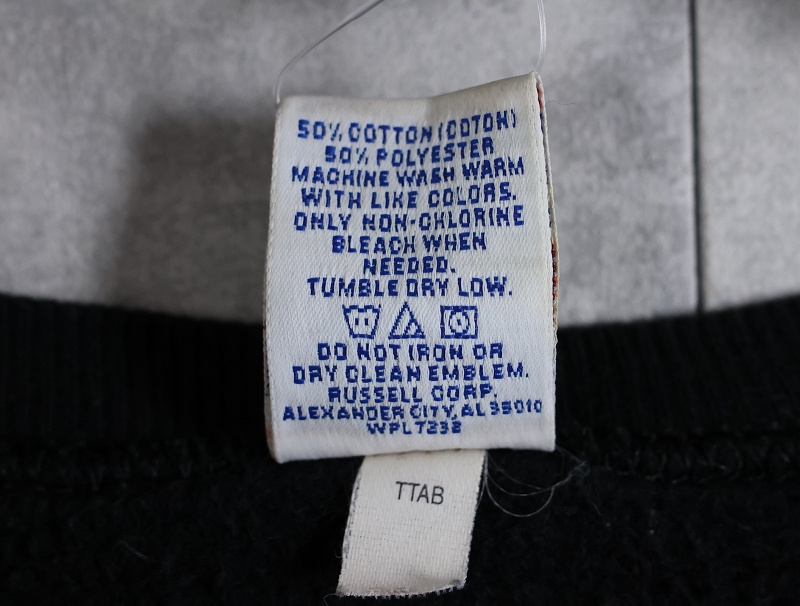 50% COTTON (COTON)
50% POLYESTER
MACHINE WASH WARM
WITH LIKE COLORS.
ONLY NON-CHLORINE
BLEACH WHEN
NEEDED.
TUMBLE DRY LOW.
DO NOT IRON OR
DRY CLEAN EMBLEM.
RUSSELL CORP.
ALEXANDER CITY, AL 35010
WPL 7232
TTAB